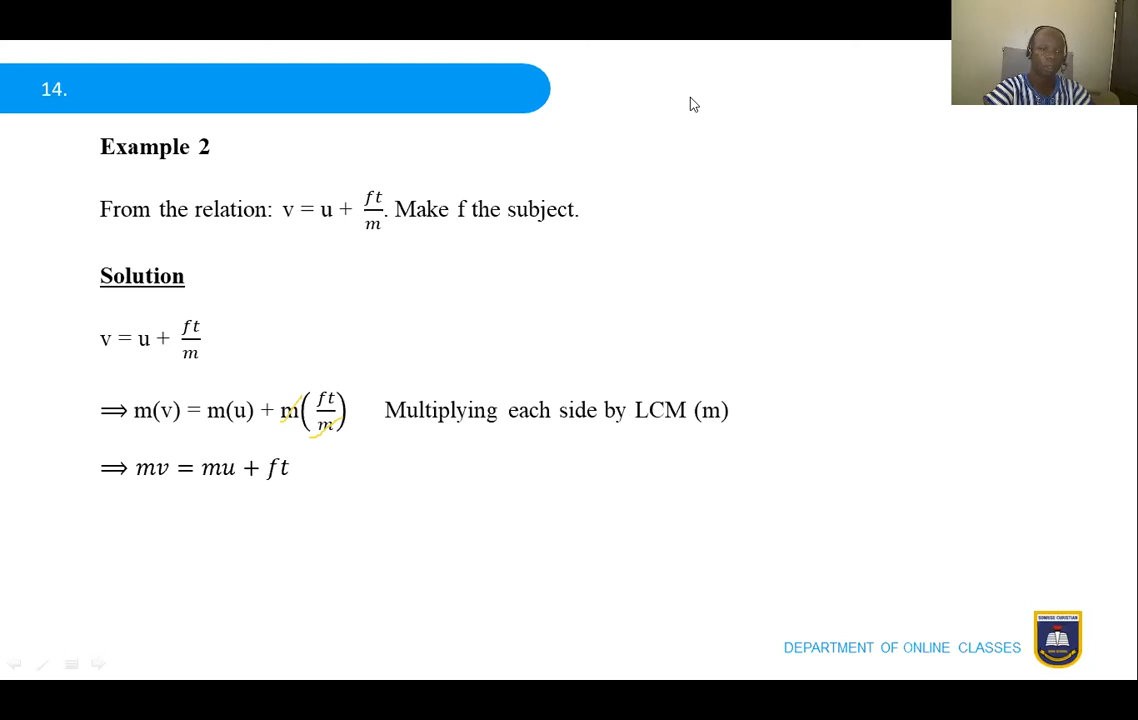 14.
Example 2
From the relation: v = u + ft/m. Make f the subject.
Solution
v = u + ft/m
⟹ m(v) = m(u) + m(ft/m) Multiplying each side by LCM (m)
⟹ mv = mu + ft
DEPARTMENT OF ONLINE CLASSES